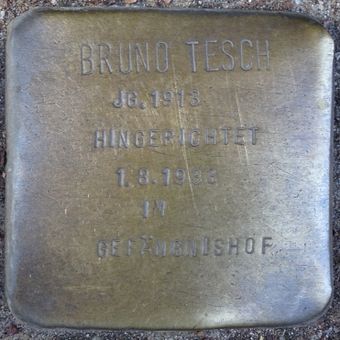 BRUNO TESCH
JG. 1913
HINGERICHTET
1.8.1933
IM
GEFÄNGNISHOF